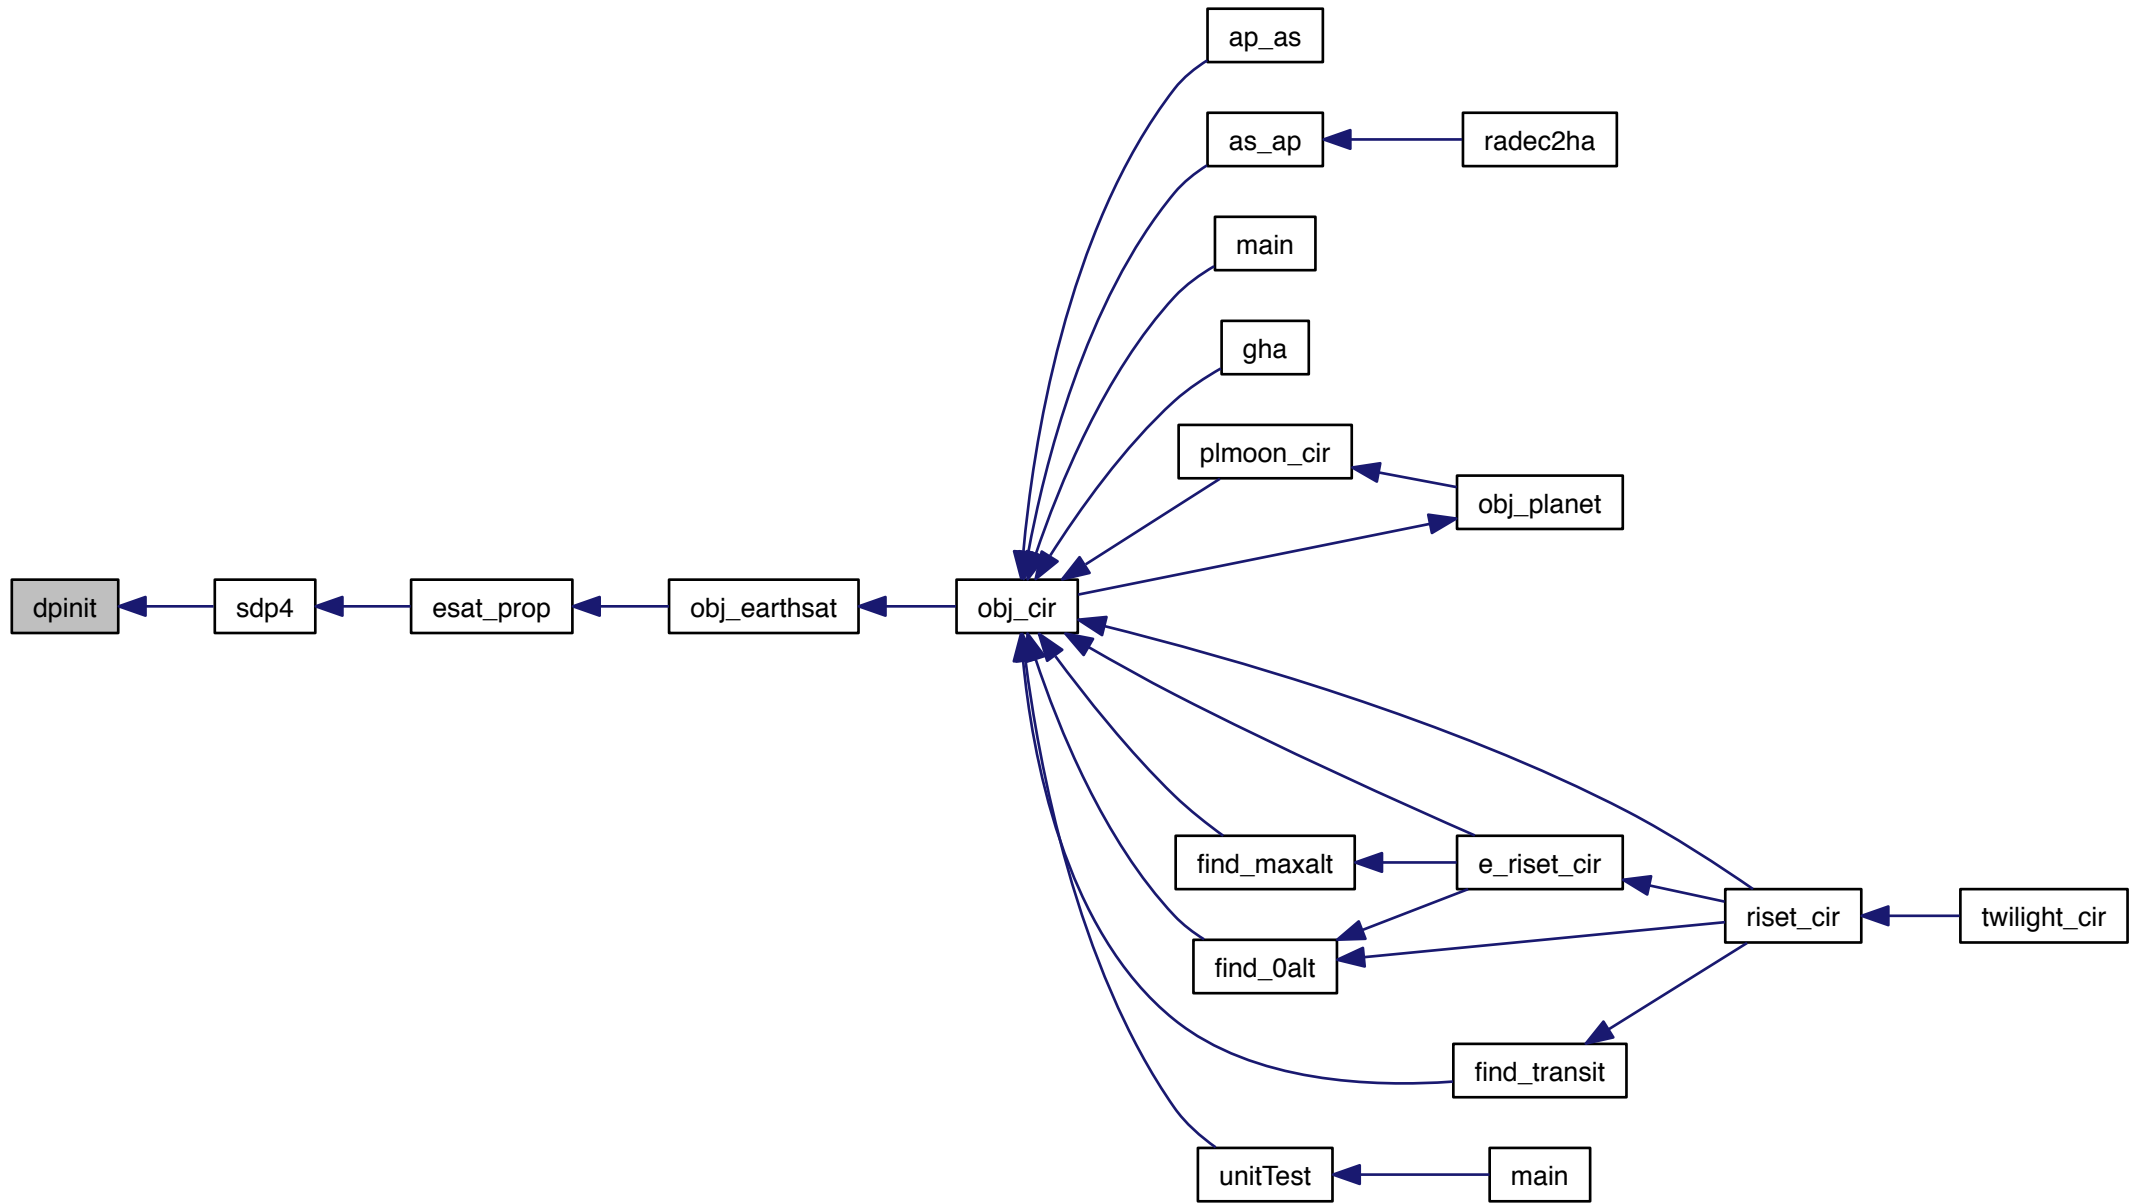 ap_as
as_ap
radec2ha
main
gha
plmoon_cir
obj_planet
dpinit
sdp4
esat_prop
obj_earthsat
obj_cir
find_maxalt
e_riset_cir
riset_cir
twilight_cir
find_0alt
find_transit
unitTest
main